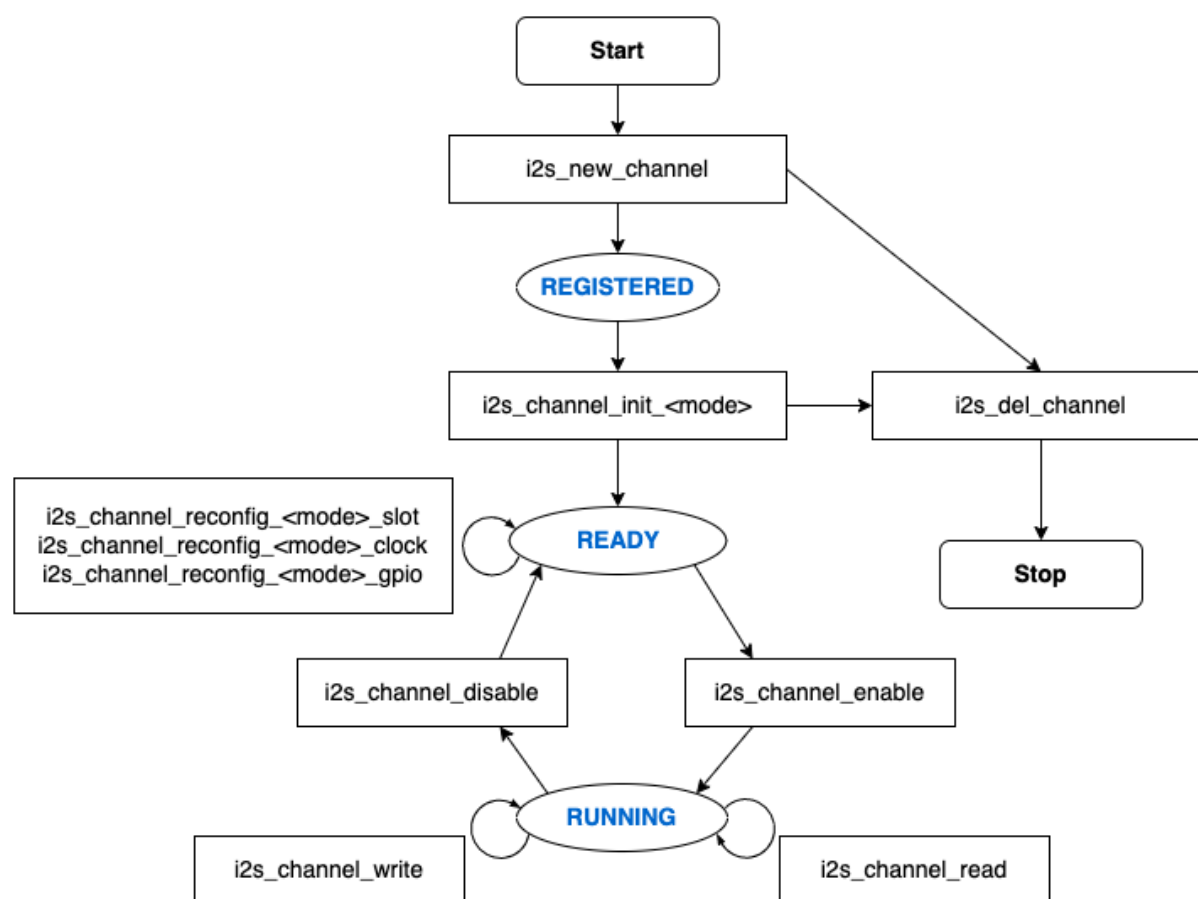 Start
i2s_new_channel
REGISTERED
i2s_channel_init_<mode>
i2s_del_channel
i2s_channel_reconfig_<mode>_slot
i2s_channel_reconfig_<mode>_clock
i2s_channel_reconfig_<mode>_gpio
READY
Stop
i2s_channel_disable
i2s_channel_enable
RUNNING
i2s_channel_write
i2s_channel_read